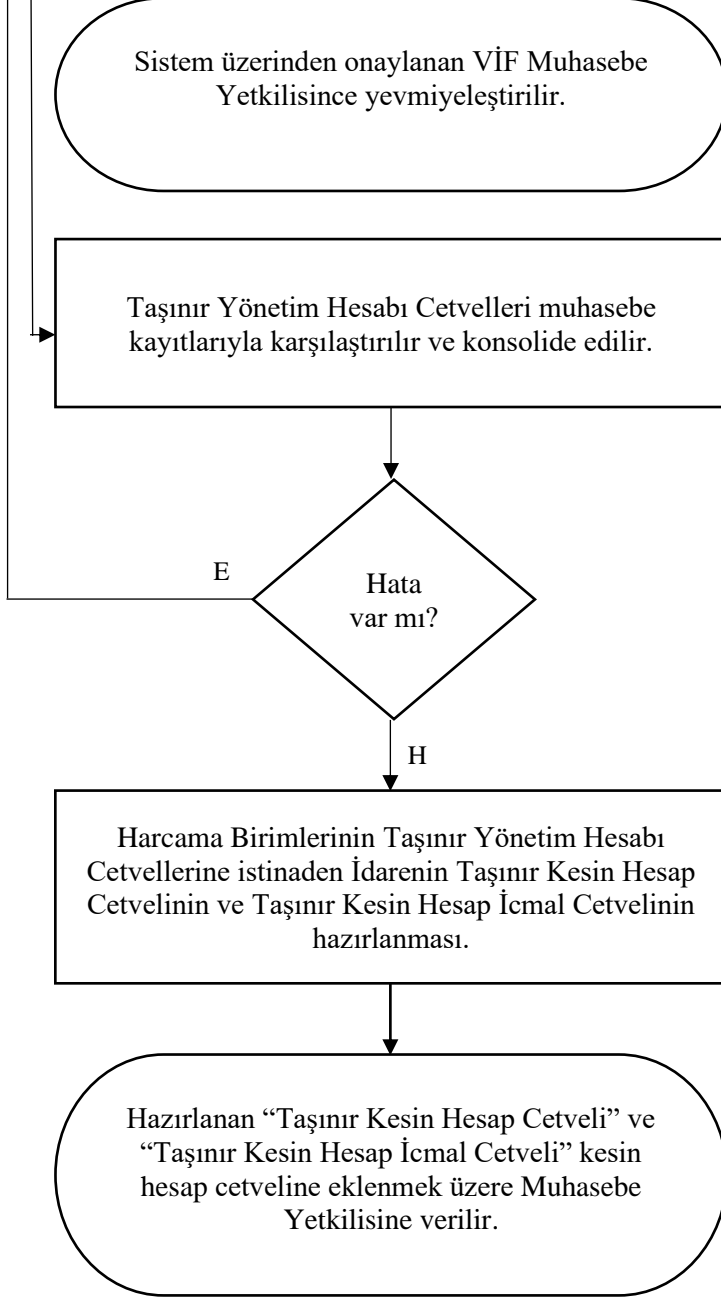 Sistem üzerinden onaylanan VİF Muhasebe
Yetkilisince yevmiyeleştirilir.
Taşınır Yönetim Hesabı Cetvelleri muhasebe
kayıtlarıyla karşılaştırılır ve konsolide edilir.
E
Hata
var mı?
H
Harcama Birimlerinin Taşınır Yönetim Hesabı
Cetvellerine istinaden İdarenin Taşınır Kesin Hesap
Cetvelinin ve Taşınır Kesin Hesap İcmal Cetvelinin
hazırlanması.
Hazırlanan “Taşınır Kesin Hesap Cetveli” ve
“Taşınır Kesin Hesap İcmal Cetveli” kesin
hesap cetveline eklenmek üzere Muhasebe
Yetkilisine verilir.